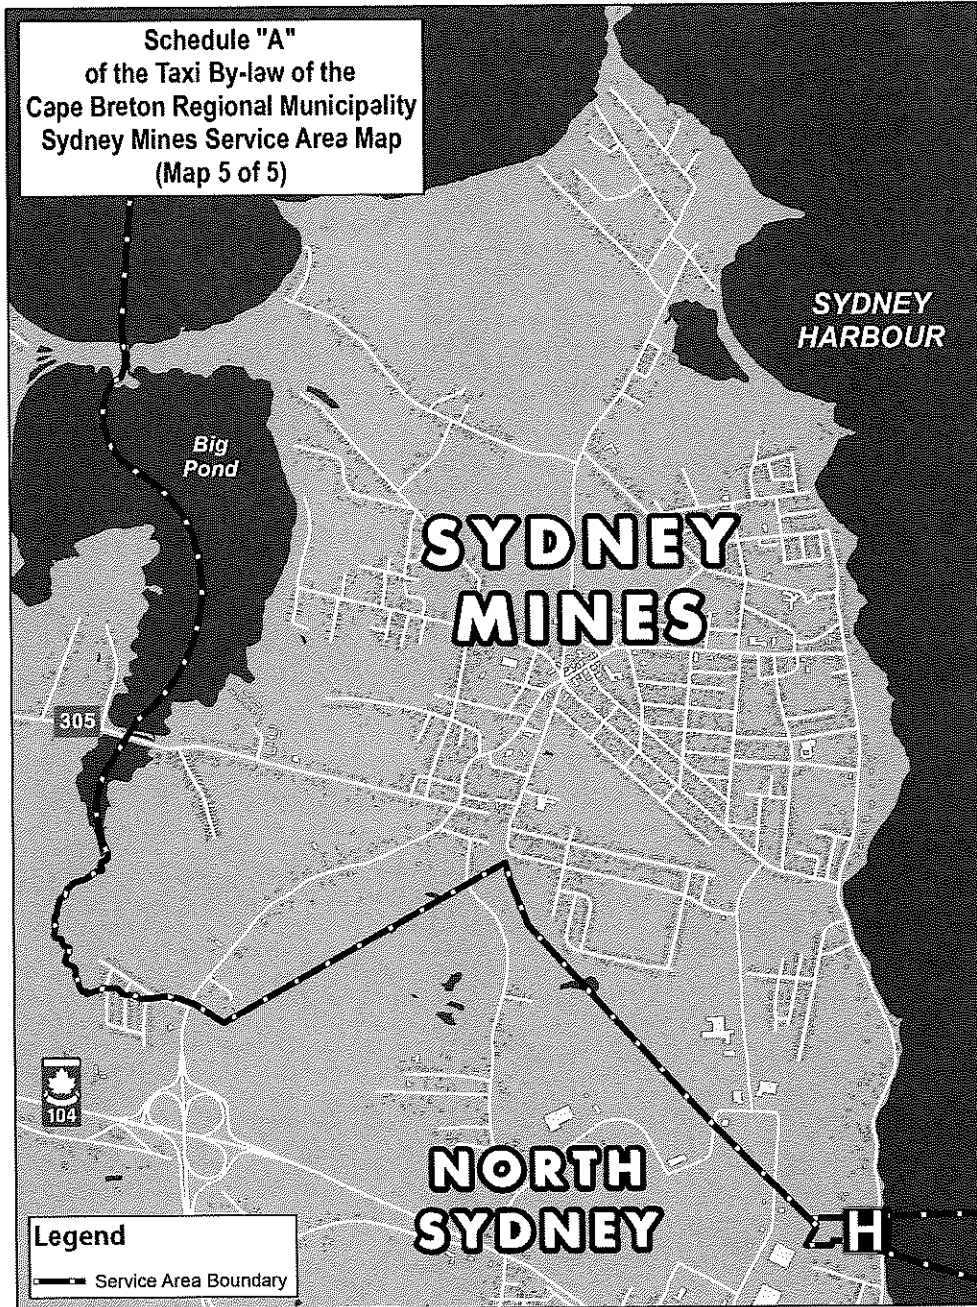 Schedule "A"
of the Taxi By-law of the
Cape Breton Regional Municipality
Sydney Mines Service Area Map
(Map 5 of 5)
SYDNEY
HARBOUR
Big
Pond
SYDNEY
MINES
305
104
NORTH
SYDNEY
H
Legend
Service Area Boundary